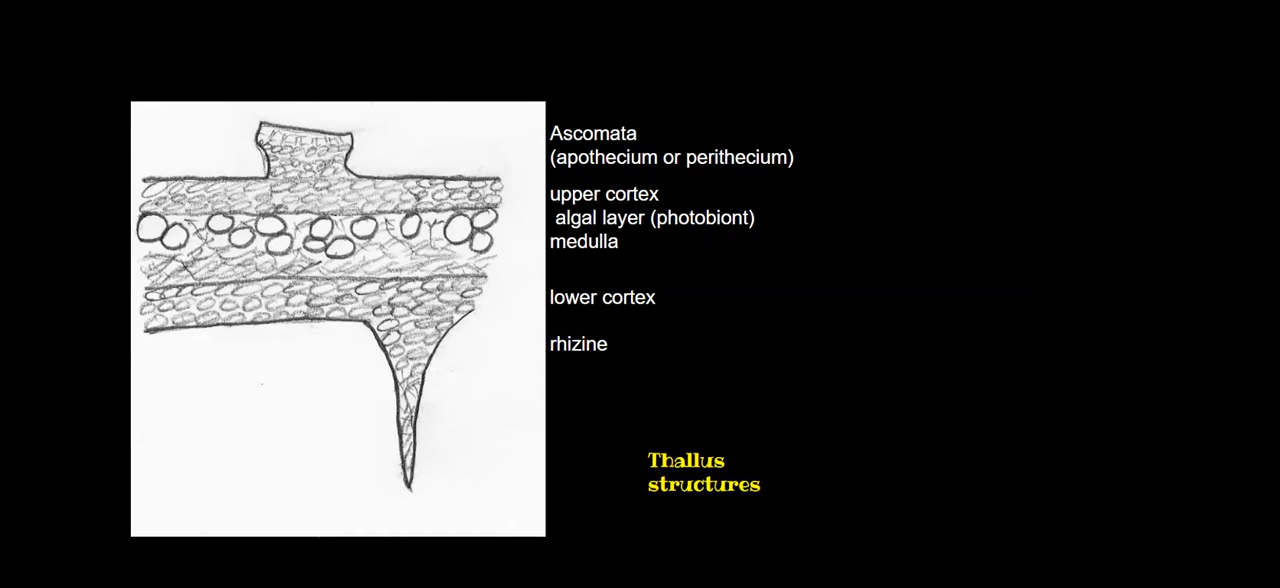 Ascomata
(apothecium or perithecium)
upper cortex
algal layer (photobiont)
medulla
lower cortex
rhizine
Thallus
structures